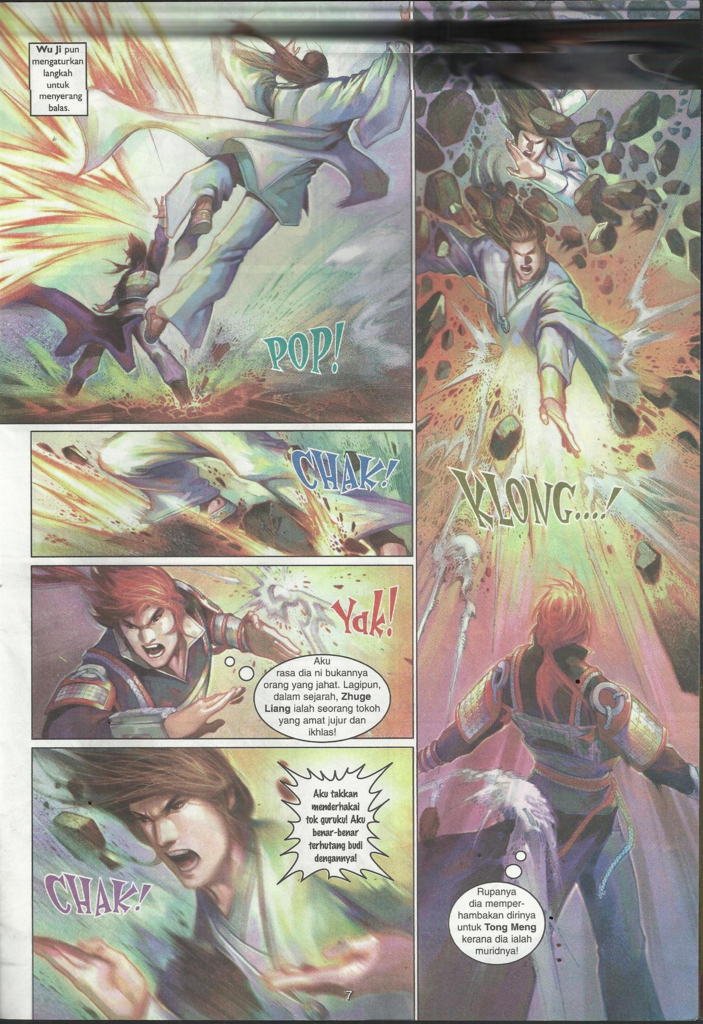 Wu Ji pun
mengaturkan
langkah
untuk
menyerang
balas.
POP!
CHAK!
Yak!
Aku
rasa dia ni bukannya
orang yang jahat. Lagipun,
dalam sejarah, Zhuge
Liang ialah seorang tokoh
yang amat jujur dan
ikhlas!
Aku takkan
menderhakai
tok guruku! Aku
benar-benar
terhutang budi
dengannya!
CHAK!
KLONG....!
Rupanya
dia memper-
hambakan dirinya
untuk Tong Meng
kerana dia ialah
muridnya!
7